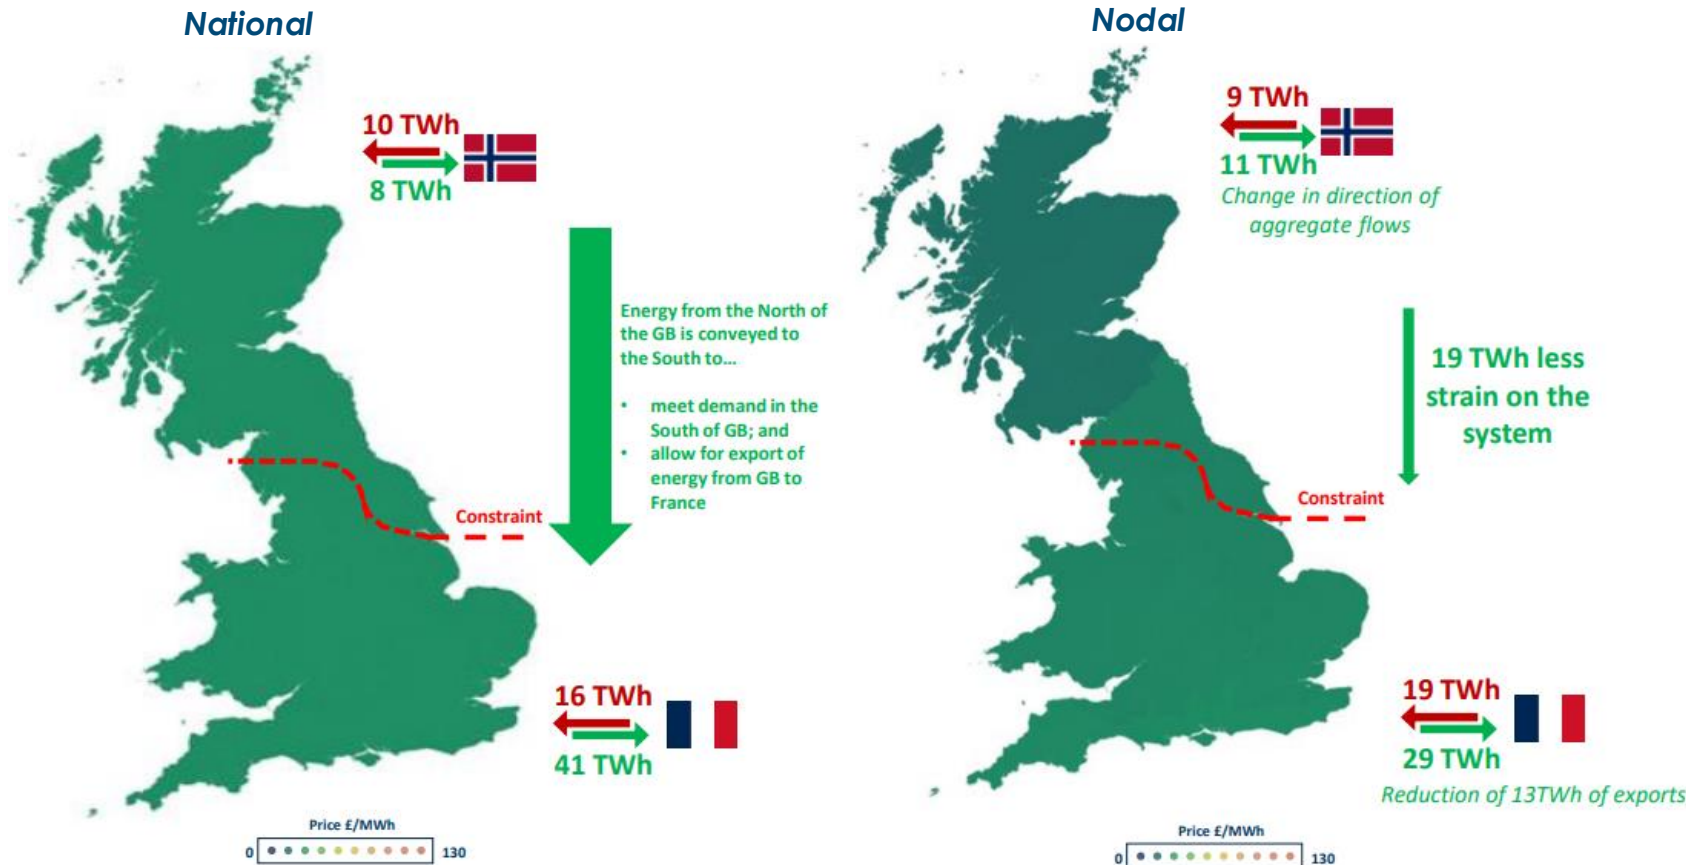 National
10 TWh
8 TWh
Energy from the North of
the GB is conveyed to
the South to...
• meet demand in the
South of GB; and
• allow for export of
energy from GB to
France
Constraint
16 TWh
41 TWh
Price £/MWh
0
130
Nodal
9 TWh
11 TWh
Change in direction of
aggregate flows
19 TWh less
strain on the
system
Constraint
19 TWh
29 TWh
Reduction of 13TWh of exports
Price £/MWh
0
130